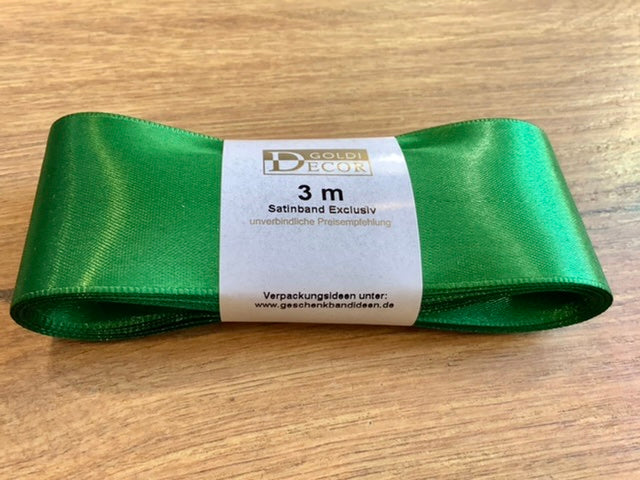 GOLDI
DECOR
3 m
Satinband Exclusiv
unverbindliche Preisempfehlung
Verpackungsideen unter:
www.geschenkbandideen.de